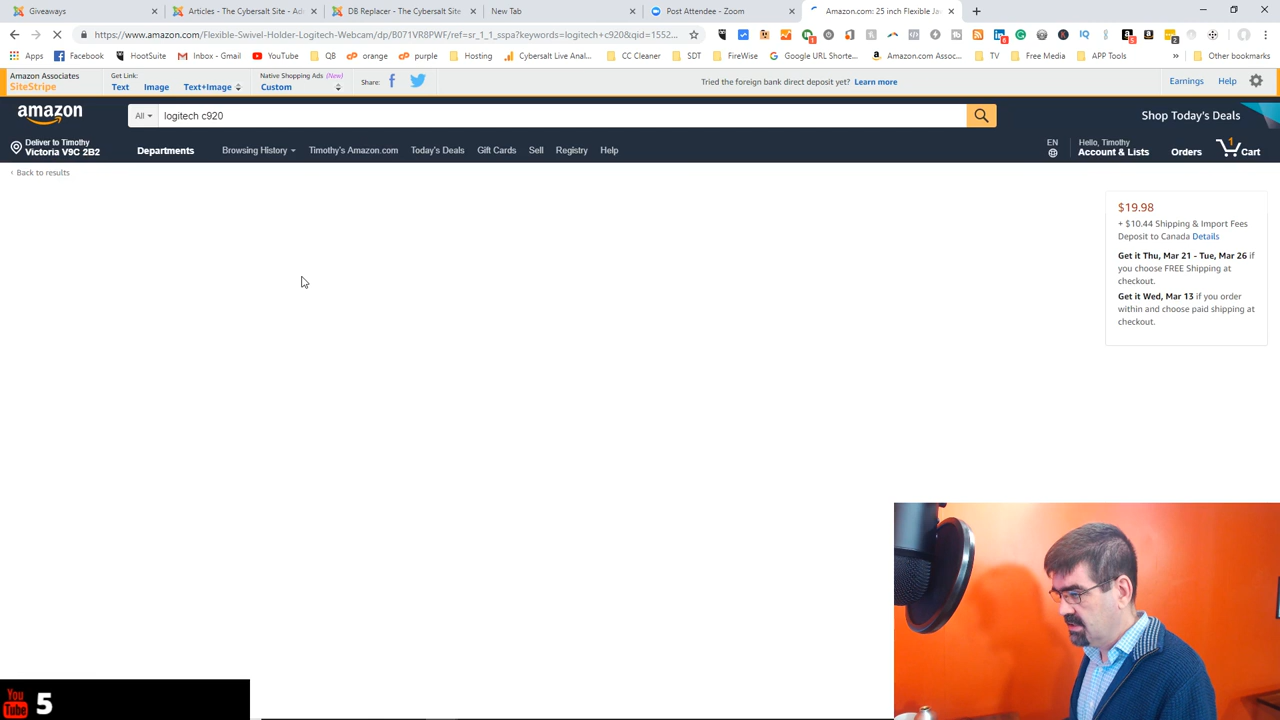 Giveaways
Articles - The Cybersalt Site - Ad
DB Replacer - The Cybersalt Site
New Tab
Post Attendee - Zoom
Amazon.com: 25 inch Flexible Ja
https://www.amazon.com/Flexible-Swivel-Holder-Logitech-Webcam/dp/B071VR8PWF/ref=sr_1_1_sspa?keywords=logitech+c920&qid=1552...
Apps
Facebook
HootSuite
Inbox - Gmail
YouTube
QB
orange
purple
Hosting
Cybersalt Live Anal...
CC Cleaner
SDT
FireWise
Google URL Shorte...
Amazon.com Assoc...
TV
Free Media
APP Tools
»
Other bookmarks
Amazon Associates
SiteStripe
Get Link:
Text
Image
Text+Image
Native Shopping Ads (New)
Custom
Share:
Tried the foreign bank direct deposit yet? Learn more
Earnings
Help
amazon
All
logitech c920
Shop Today's Deals
Deliver to Timothy
Victoria V9C 2B2
Departments
Browsing History
Timothy's Amazon.com
Today's Deals
Gift Cards
Sell
Registry
Help
EN
Hello, Timothy
Account & Lists
Orders
1
Cart
‹ Back to results
$19.98
+ $10.44 Shipping & Import Fees
Deposit to Canada Details
Get it Thu, Mar 21 - Tue, Mar 26 if
you choose FREE Shipping at
checkout.
Get it Wed, Mar 13 if you order
within and choose paid shipping at
checkout.
You
Tube
5